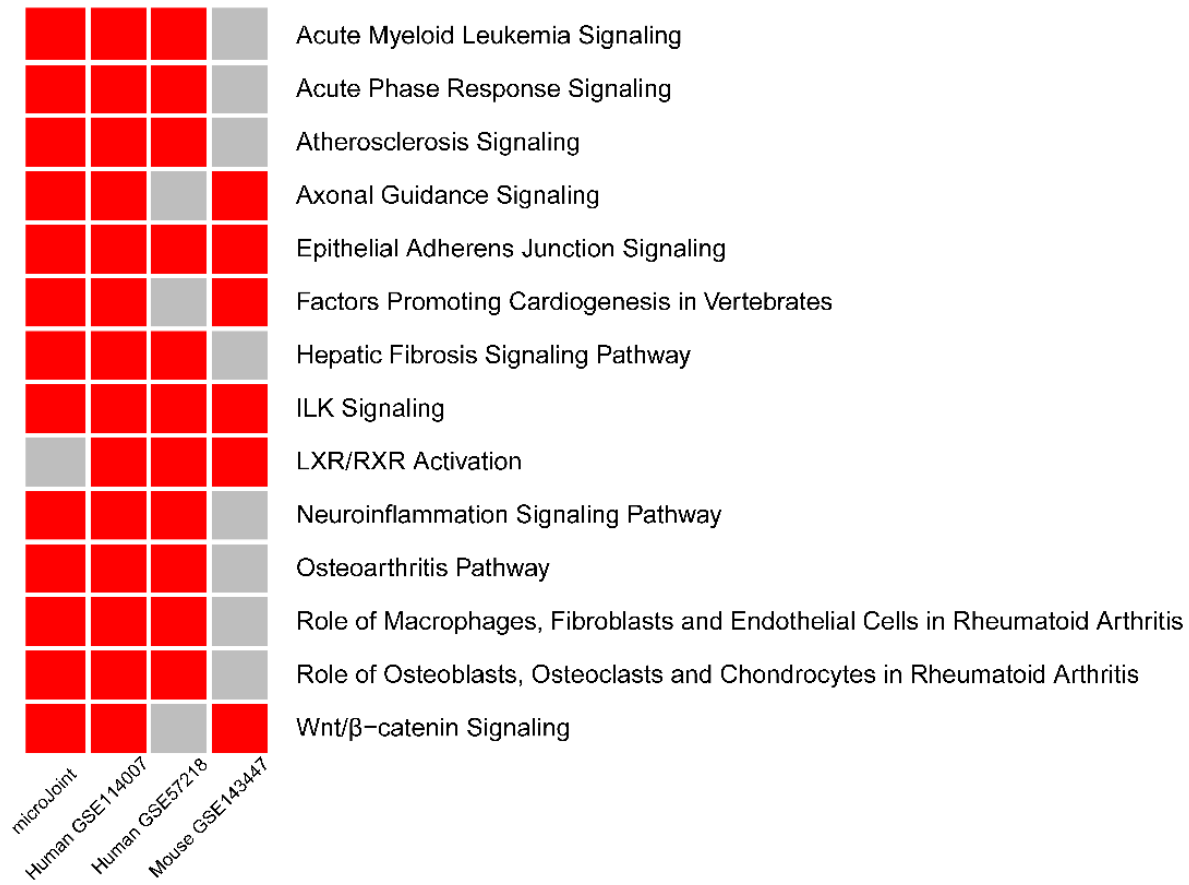 Acute Myeloid Leukemia Signaling
Acute Phase Response Signaling
Atherosclerosis Signaling
Axonal Guidance Signaling
Epithelial Adherens Junction Signaling
Factors Promoting Cardiogenesis in Vertebrates
Hepatic Fibrosis Signaling Pathway
ILK Signaling
LXR/RXR Activation
Neuroinflammation Signaling Pathway
Osteoarthritis Pathway
Role of Macrophages, Fibroblasts and Endothelial Cells in Rheumatoid Arthritis
Role of Osteoblasts, Osteoclasts and Chondrocytes in Rheumatoid Arthritis
Wnt/β−catenin Signaling
microJoint
Human GSE114007
Human GSE57218
Mouse GSE143447